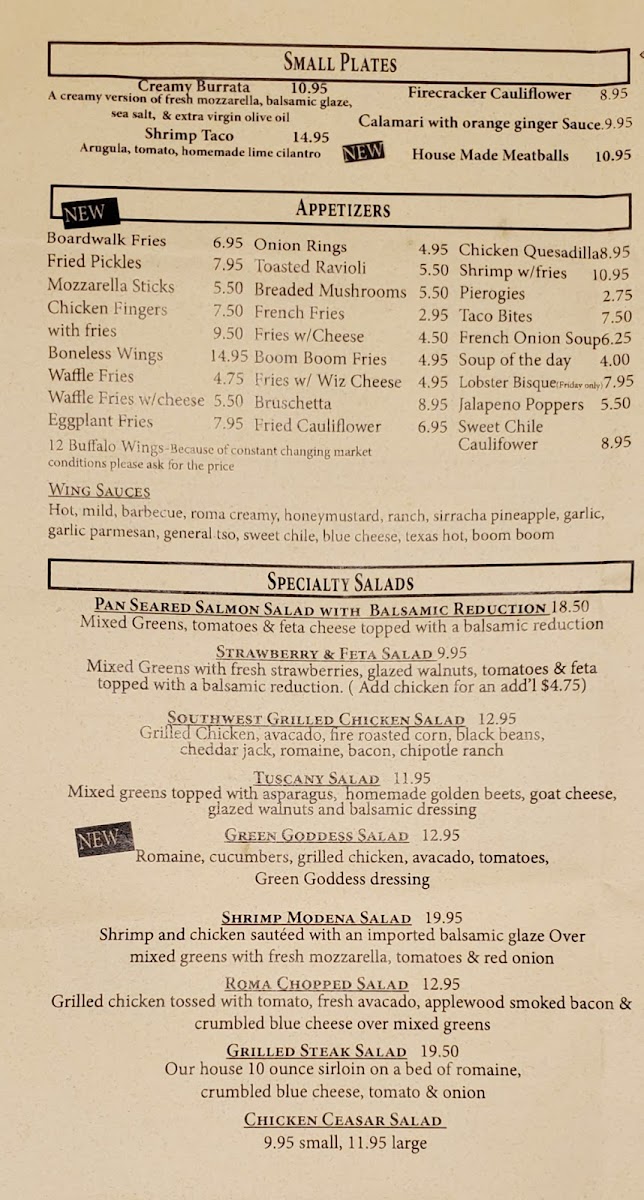 SMALL PLATES
Creamy Burrata 10.95
A creamy version of fresh mozzarella, balsamic glaze,
sea salt, & extra virgin olive oil
Shrimp Taco 14.95
Arugula, tomato, homemade lime cilantro
Firecracker Cauliflower 8.95
Calamari with orange ginger Sauce.9.95
NEW House Made Meatballs 10.95
NEW
APPETIZERS
Boardwalk Fries 6.95
Fried Pickles 7.95
Mozzarella Sticks 5.50
Chicken Fingers 7.50
with fries 9.50
Boneless Wings 14.95
Waffle Fries 4.75
Waffle Fries w/cheese 5.50
Eggplant Fries 7.95
Onion Rings 4.95
Toasted Ravioli 5.50
Breaded Mushrooms 5.50
French Fries 2.95
Fries w/Cheese 4.50
Boom Boom Fries 4.95
Fries w/ Wiz Cheese 4.95
Bruschetta 8.95
Fried Cauliflower 6.95
Chicken Quesadilla8.95
Shrimp w/fries 10.95
Pierogies 2.75
Taco Bites 7.50
French Onion Soup6.25
Soup of the day 4.00
Lobster Bisque(Friday only)7.95
Jalapeno Poppers 5.50
Sweet Chile
Caulifower 8.95
12 Buffalo Wings-Because of constant changing market
conditions please ask for the price
WING SAUCES
Hot, mild, barbecue, roma creamy, honeymustard, ranch, sirracha pineapple, garlic,
garlic parmesan, general tso, sweet chile, blue cheese, texas hot, boom boom
SPECIALTY SALADS
PAN SEARED SALMON SALAD WITH BALSAMIC REDUCTION 18.50
Mixed Greens, tomatoes & feta cheese topped with a balsamic reduction
STRAWBERRY & FETA SALAD 9.95
Mixed Greens with fresh strawberries, glazed walnuts, tomatoes & feta
topped with a balsamic reduction. ( Add chicken for an add'l $4.75)
SOUTHWEST GRILLED CHICKEN SALAD 12.95
Grilled Chicken, avacado, fire roasted corn, black beans,
cheddar jack, romaine, bacon, chipotle ranch
TUSCANY SALAD 11.95
Mixed greens topped with asparagus, homemade golden beets, goat cheese,
glazed walnuts and balsamic dressing
NEW
GREEN GODDESS SALAD 12.95
Romaine, cucumbers, grilled chicken, avacado, tomatoes,
Green Goddess dressing
SHRIMP MODENA SALAD 19.95
Shrimp and chicken sautéed with an imported balsamic glaze Over
mixed greens with fresh mozzarella, tomatoes & red onion
ROMA CHOPPED SALAD 12.95
Grilled chicken tossed with tomato, fresh avacado, applewood smoked bacon &
crumbled blue cheese over mixed greens
GRILLED STEAK SALAD 19.50
Our house 10 ounce sirloin on a bed of romaine,
crumbled blue cheese, tomato & onion
CHICKEN CEASAR SALAD
9.95 small, 11.95 large